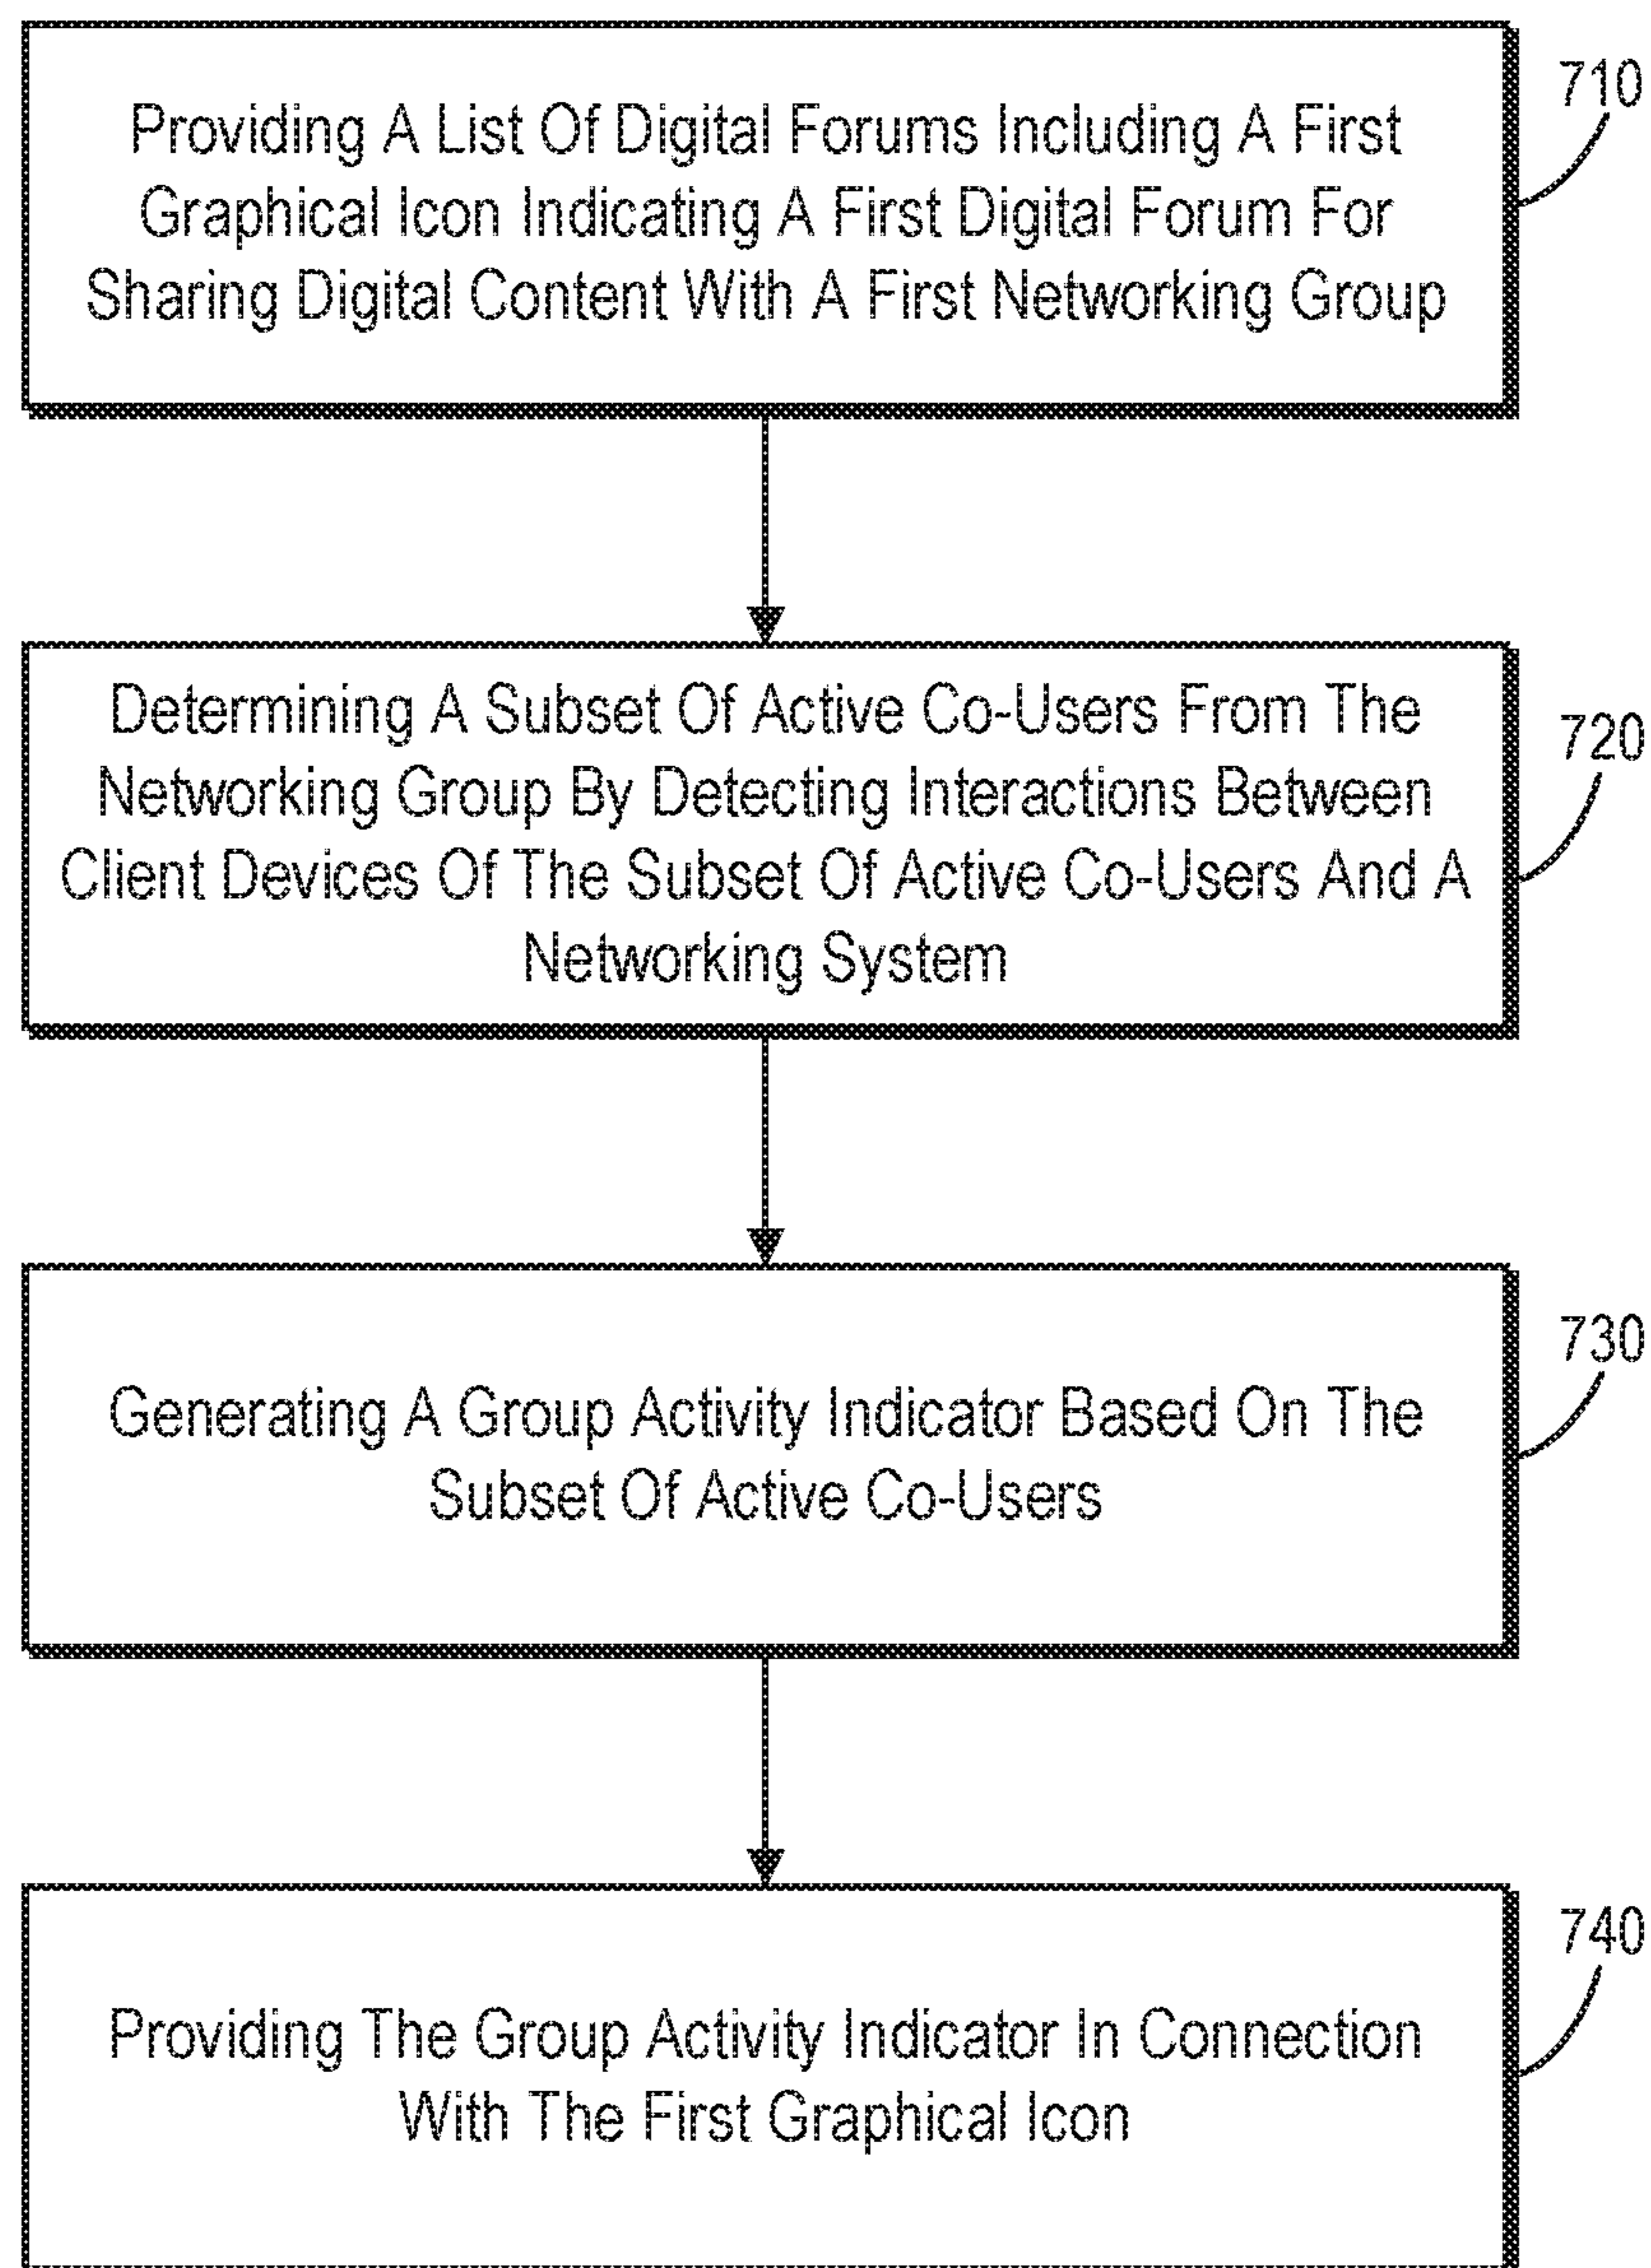 Providing A List Of Digital Forums Including A First
Graphical Icon Indicating A First Digital Forum For
Sharing Digital Content With A First Networking Group
710
Determining A Subset Of Active Co-Users From The
Networking Group By Detecting Interactions Between
Client Devices Of The Subset Of Active Co-Users And A
Networking System
720
Generating A Group Activity Indicator Based On The
Subset Of Active Co-Users
730
Providing The Group Activity Indicator In Connection
With The First Graphical Icon
740